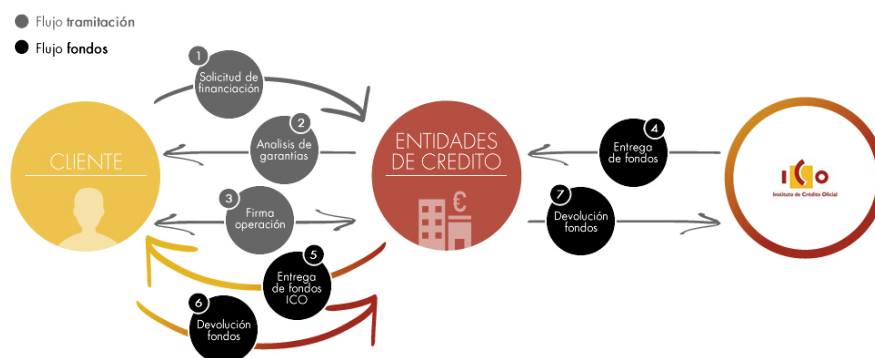 Flujo tramitación
Flujo fondos
1
Solicitud de
financiación
2
Analisis de
garantías
3
Firma
operación
CLIENTE
ENTIDADES
DE CREDITO
€
4
Entrega
de fondos
7
Devolución
fondos
ICO
Instituto de Crédito Oficial
5
Entrega
de fondos
ICO
6
Devolución
fondos